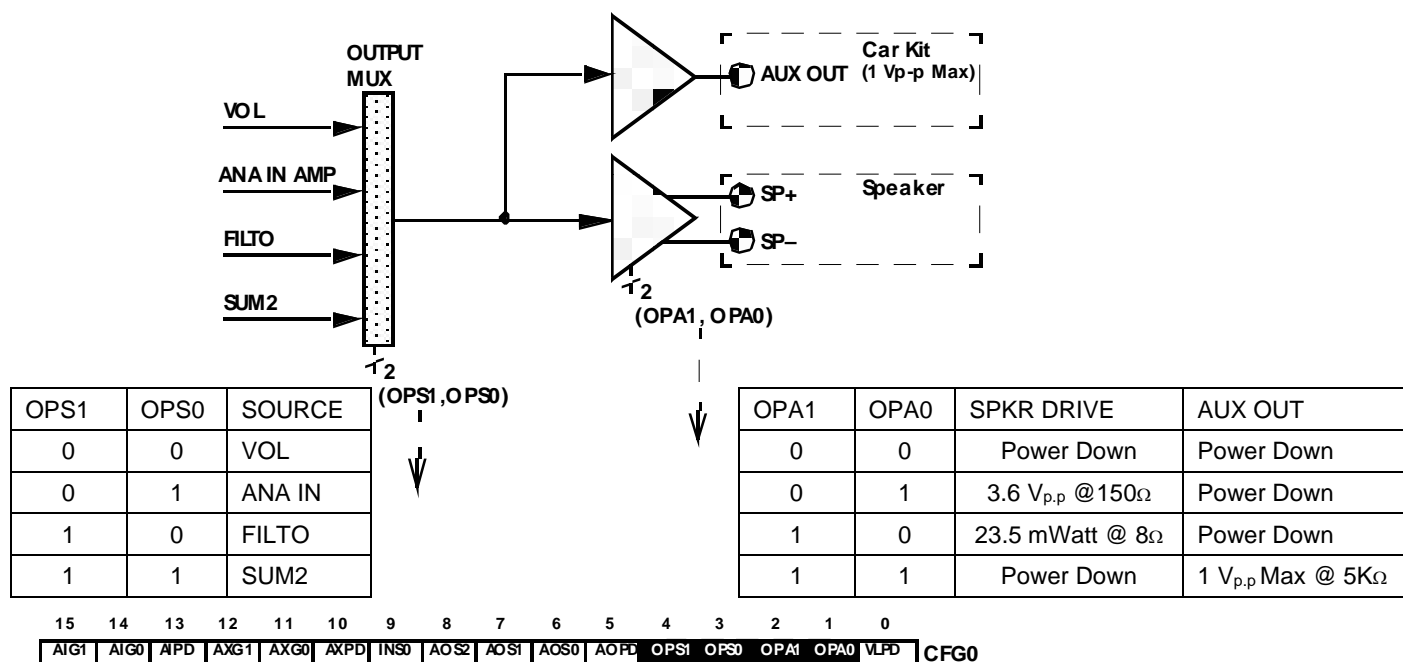 OUTPUT
MUX
VOL
ANA IN AMP
FILTO
SUM2
2
(OPS1,OPS0)
Car Kit
AUX OUT (1 Vp-p Max)
SP+ Speaker
SP–
2
(OPA1, OPA0)
OPS1 OPS0 SOURCE
0 0 VOL
0 1 ANA IN
1 0 FILTO
1 1 SUM2
OPA1 OPA0 SPKR DRIVE AUX OUT
0 0 Power Down Power Down
0 1 3.6 Vp.p @150Ω Power Down
1 0 23.5 mWatt @ 8Ω Power Down
1 1 Power Down 1 Vp.p Max @ 5KΩ
15 14 13 12 11 10 9 8 7 6 5 4 3 2 1 0
AIG1 AIG0 AIPD AXG1 AXG0 AXPD INS0 AOS2 AOS1 AOS0 AOPD OPS1 OPS0 OPA1 OPA0 VLPD CFG0